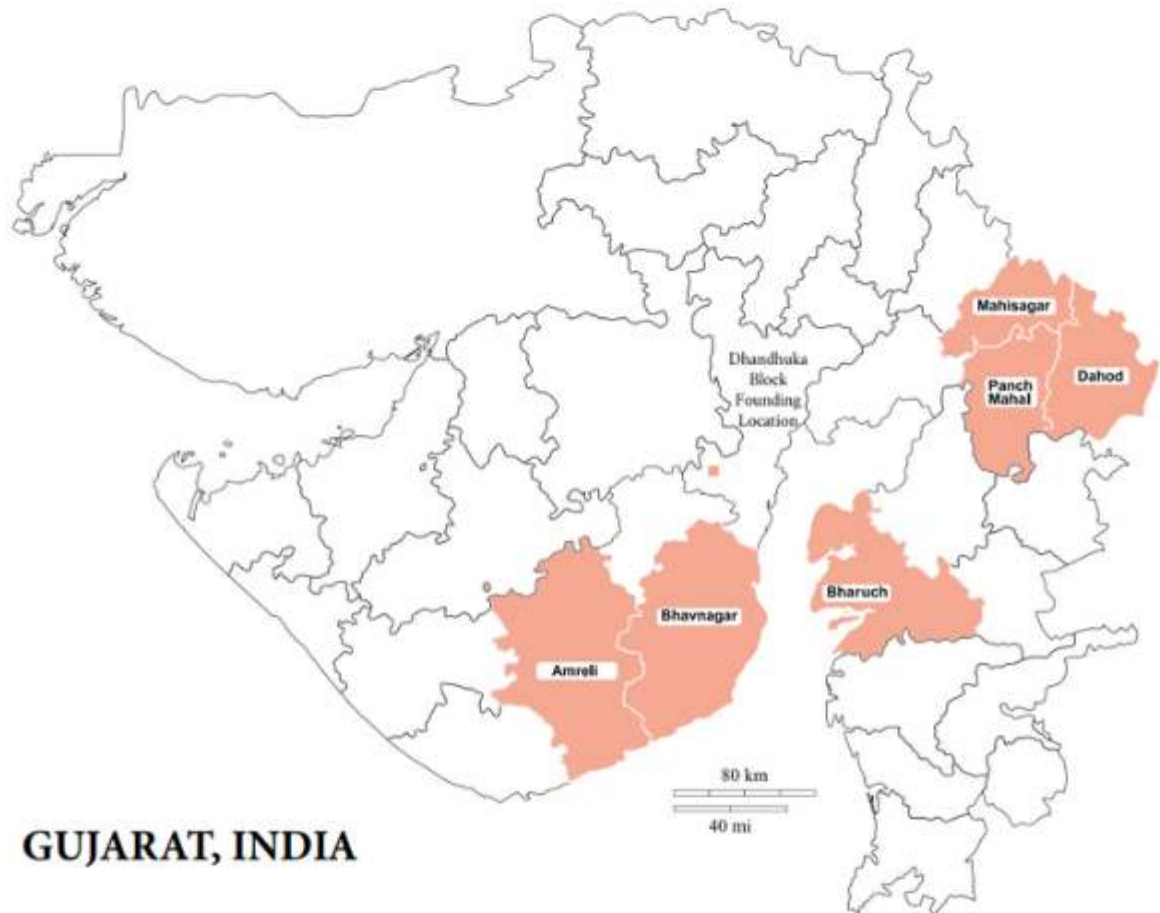 Mahisagar
Dhandhuka
Block
Founding
Location
Panch
Mahal
Dahod
Bharuch
Bhavnagar
Amreli
80 km
40 mi
GUJARAT, INDIA